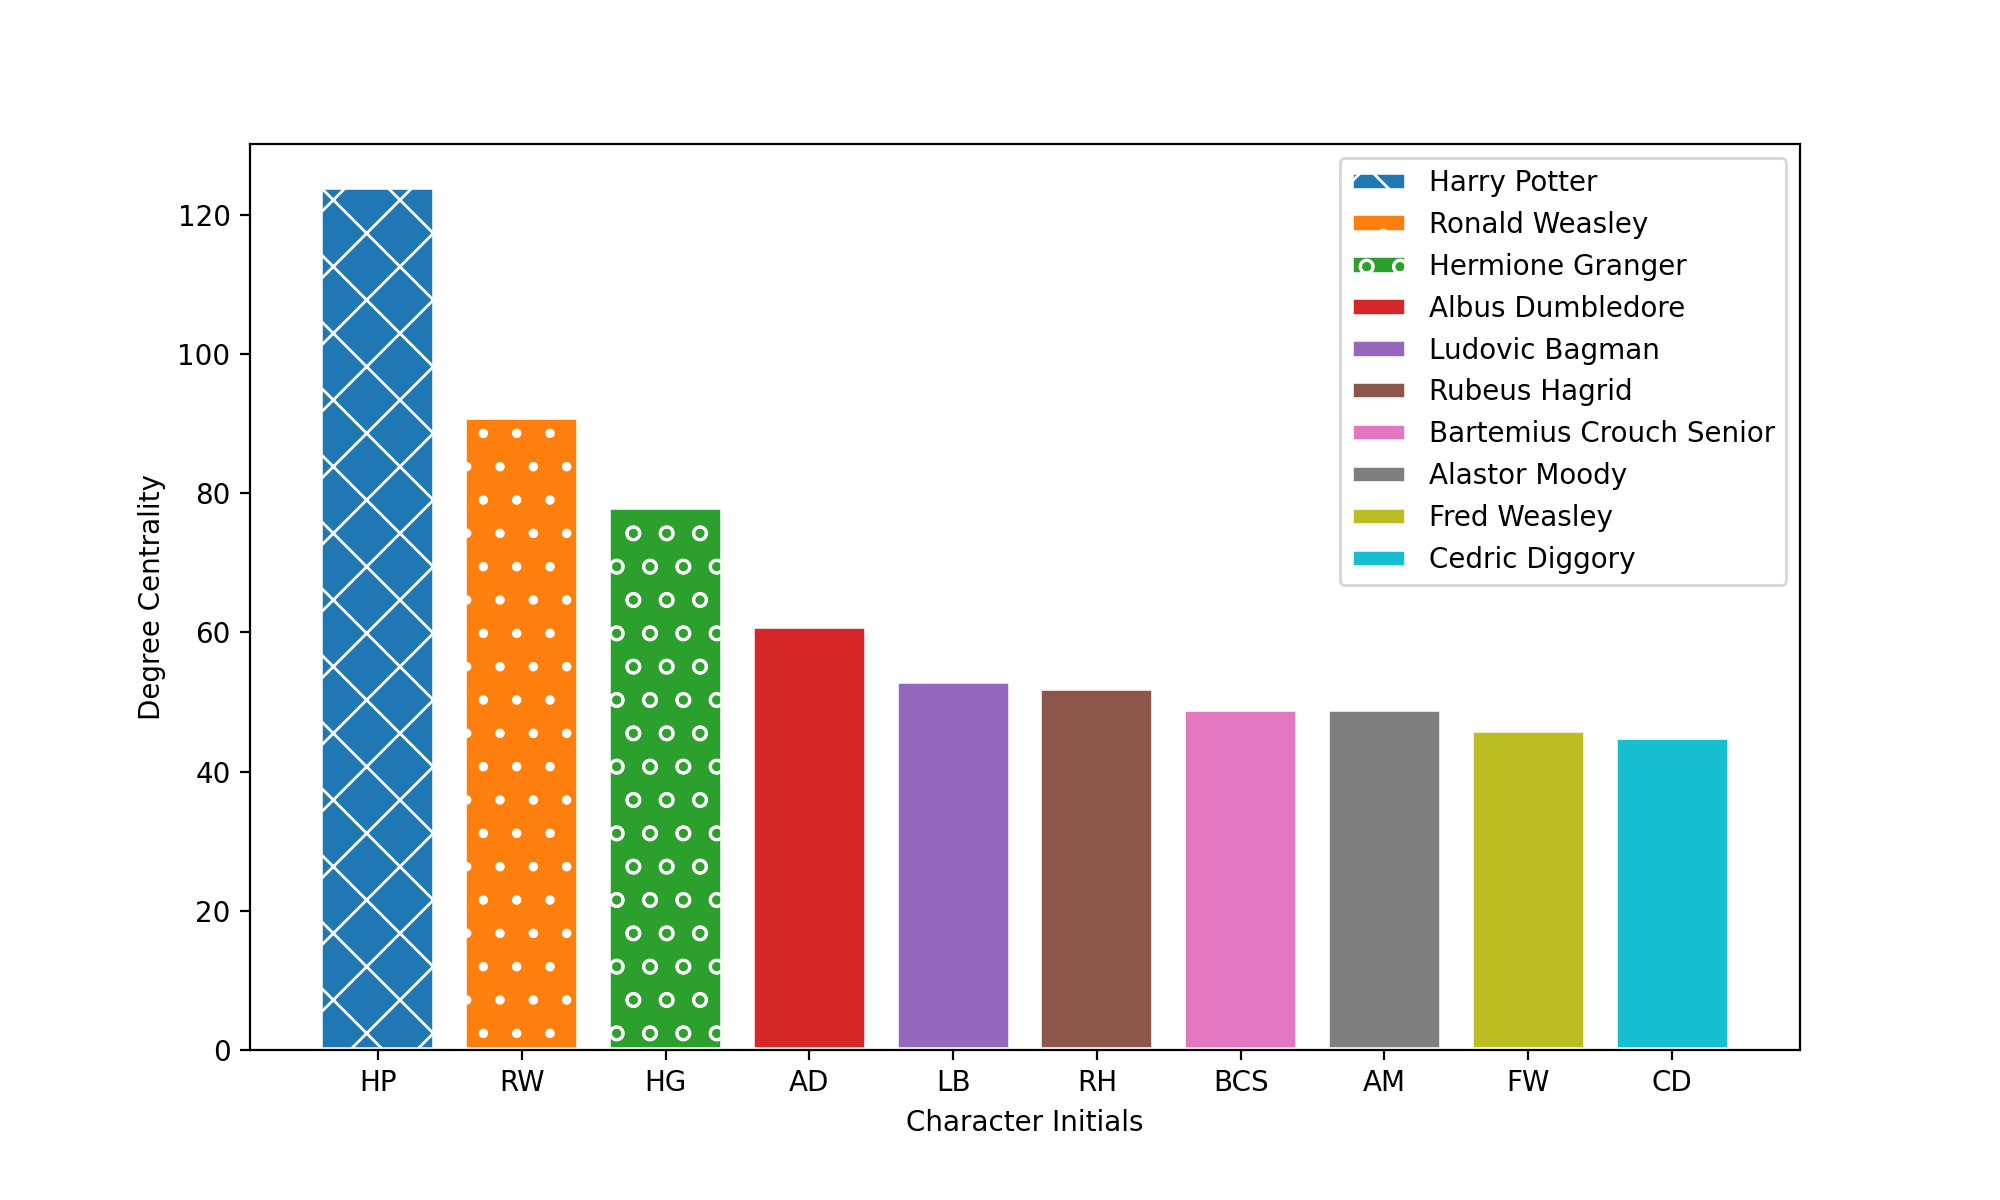 Harry Potter
Ronald Weasley
Hermione Granger
Albus Dumbledore
Ludovic Bagman
Rubeus Hagrid
Bartemius Crouch Senior
Alastor Moody
Fred Weasley
Cedric Diggory
120
100
80
60
40
20
0
Degree Centrality
HP RW HG AD LB RH BCS AM FW CD
Character Initials